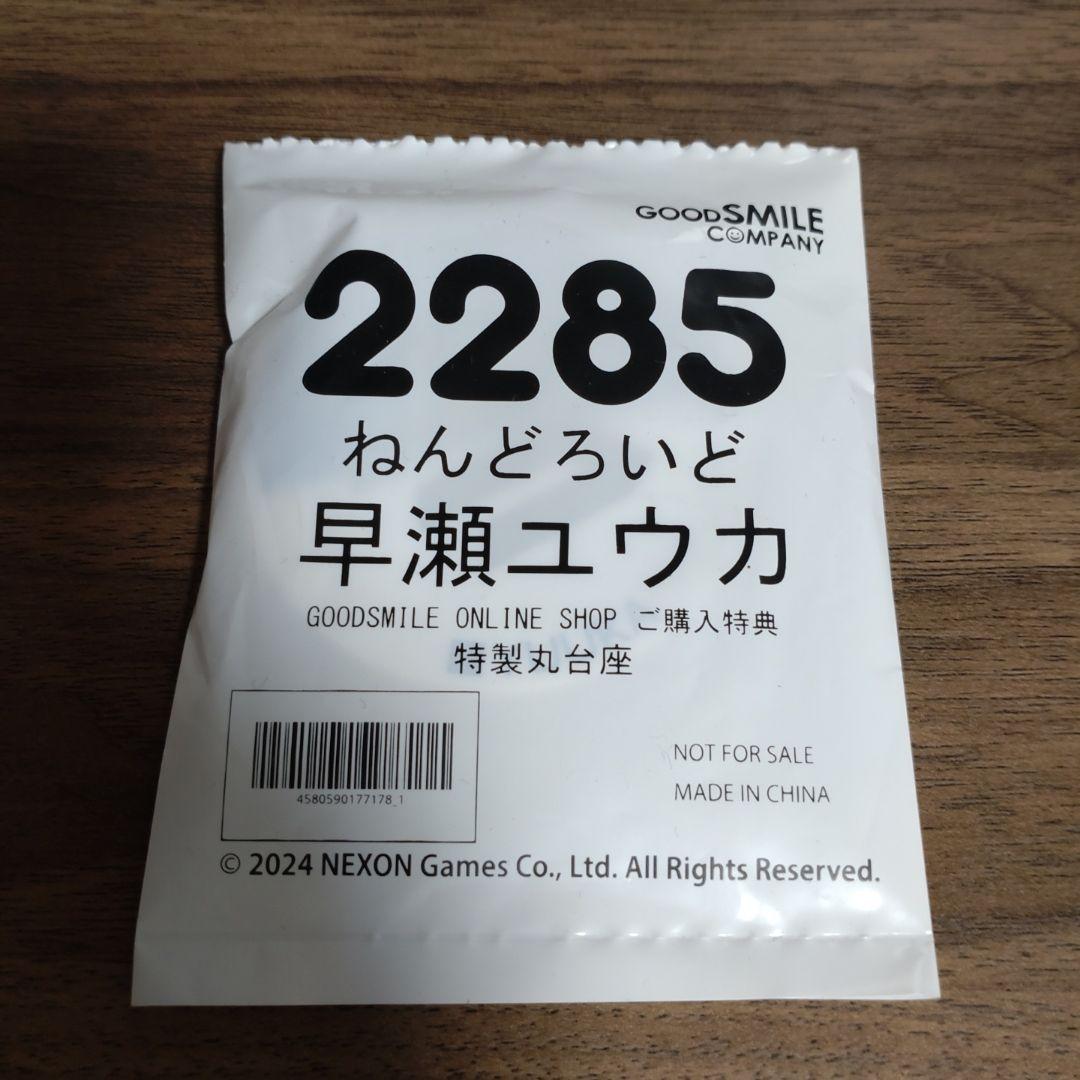 GOODSMILE
COMPANY
2285
ねんどろいど
早瀬ユウカ
GOODSMILE ONLINE SHOP ご購入特典
特製丸台座
4580590177178_1
NOT FOR SALE
MADE IN CHINA
© 2024 NEXON Games Co., Ltd. All Rights Reserved.